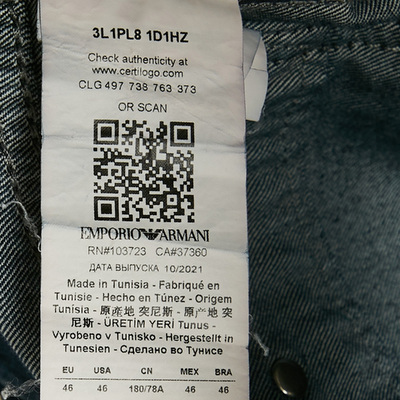 3L1PL8 1D1HZ
Check authenticity at
www.certilogo.com
CLG 497 738 763 373
OR SCAN
EMPORIO ARMANI
RN#103723 CA#37360
ДАТА ВЫПУСКА 10/2021
Made in Tunisia - Fabriqué en
Tunisie - Hecho en Túnez - Origem
Tunísia - 原産地 突尼斯 - 原产地 突
尼斯 - ÜRETİM YERİ Tunus -
Vyrobeno v Tunisko - Hergestellt in
Tunesien - Сделано во Тунисе
EU USA CN MEX BRA
46 46 180/78A 46 46